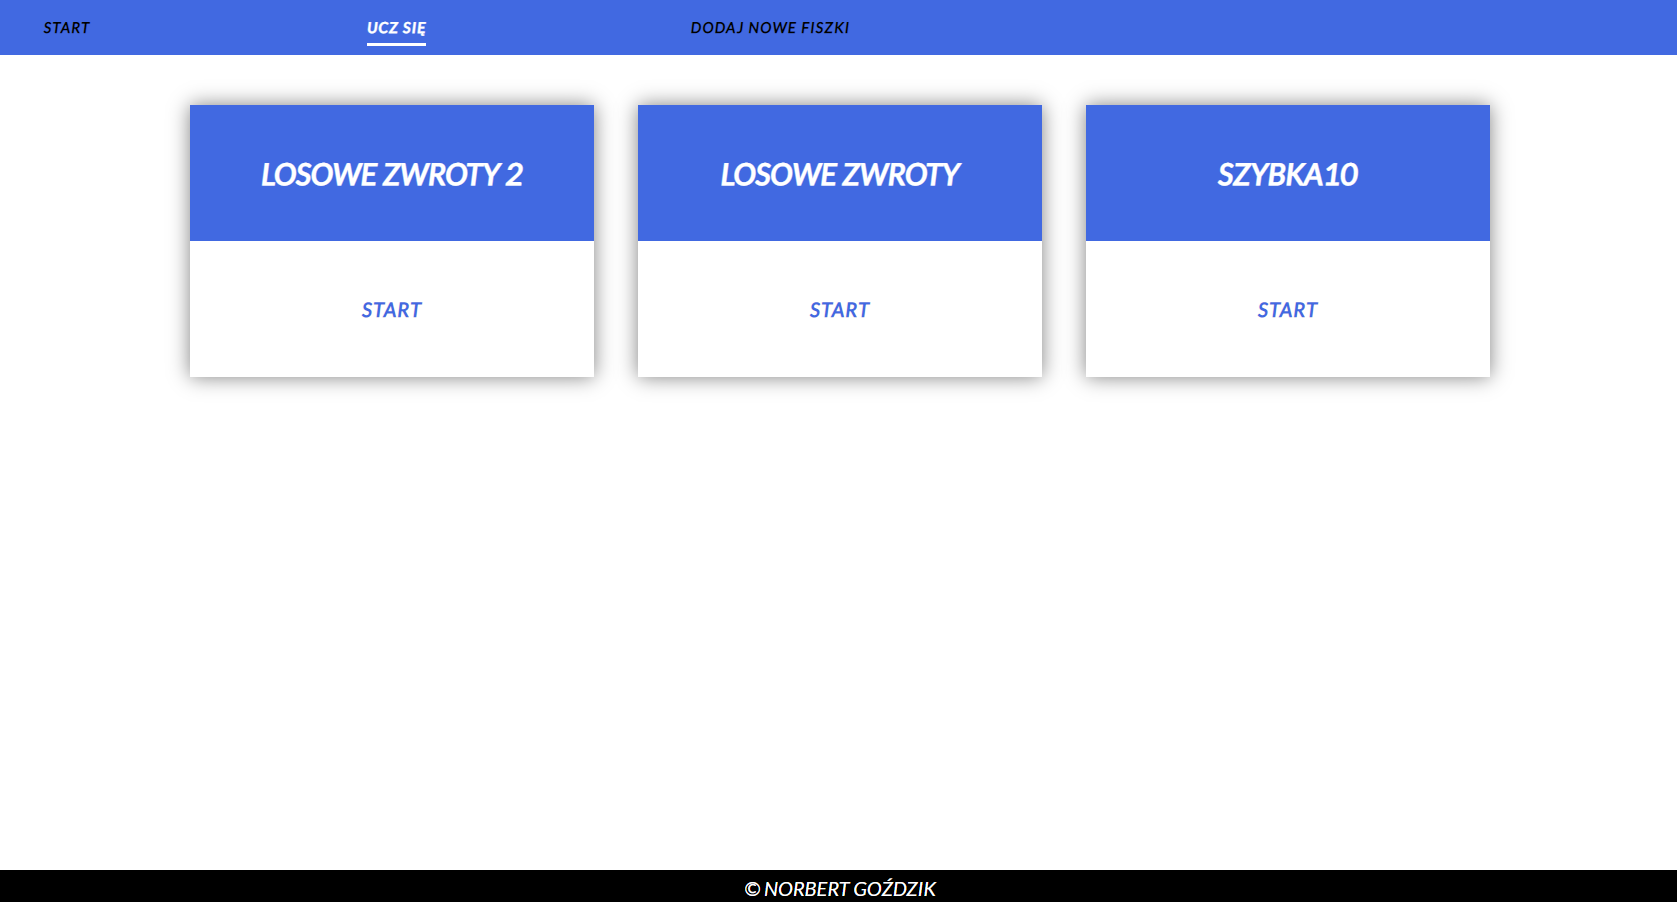 START
UCZ SIĘ
DODAJ NOWE FISZKI
LOSOWE ZWROTY 2
LOSOWE ZWROTY
SZYBKA10
START
START
START
© NORBERT GOŹDZIK